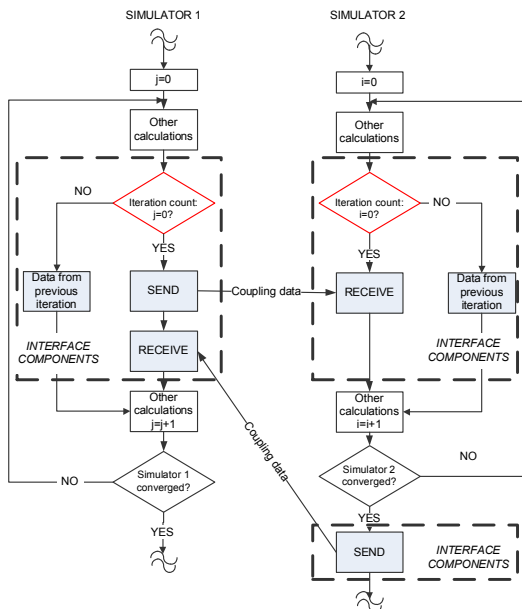 SIMULATOR 1
SIMULATOR 2
j=0
i=0
Other
calculations
Other
calculations
NO
Iteration count:
j=0?
Iteration count:
i=0?
NO
YES
YES
Data from
previous
iteration
SEND
Coupling data
RECEIVE
Data from
previous
iteration
INTERFACE
COMPONENTS
RECEIVE
INTERFACE
COMPONENTS
Other
calculations
j=j+1
Other
calculations
i=i+1
Coupling data
NO
Simulator 1
converged?
Simulator 2
converged?
NO
YES
YES
SEND
INTERFACE
COMPONENTS